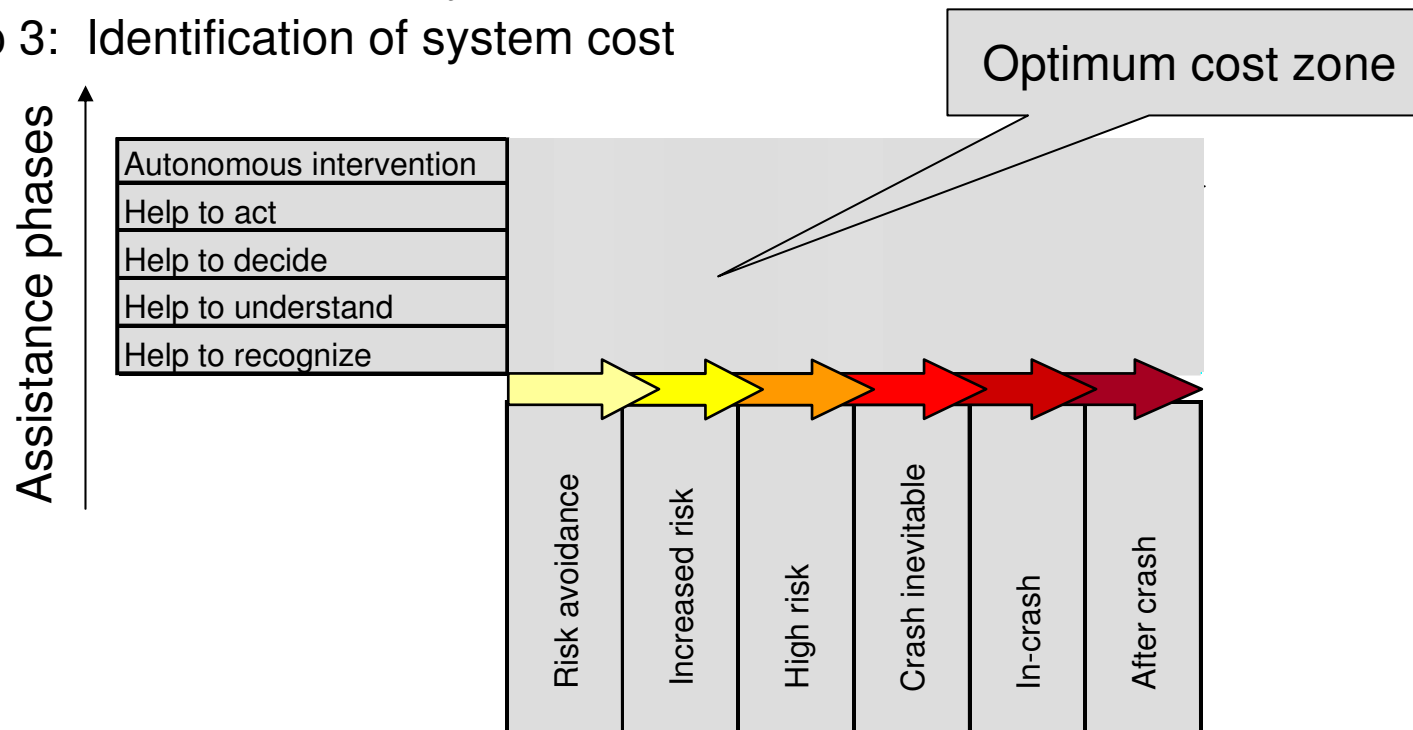 3: Identification of system cost
Optimum cost zone
Assistance phases
Autonomous intervention
Help to act
Help to decide
Help to understand
Help to recognize
Risk avoidance
Increased risk
High risk
Crash inevitable
In-crash
After crash